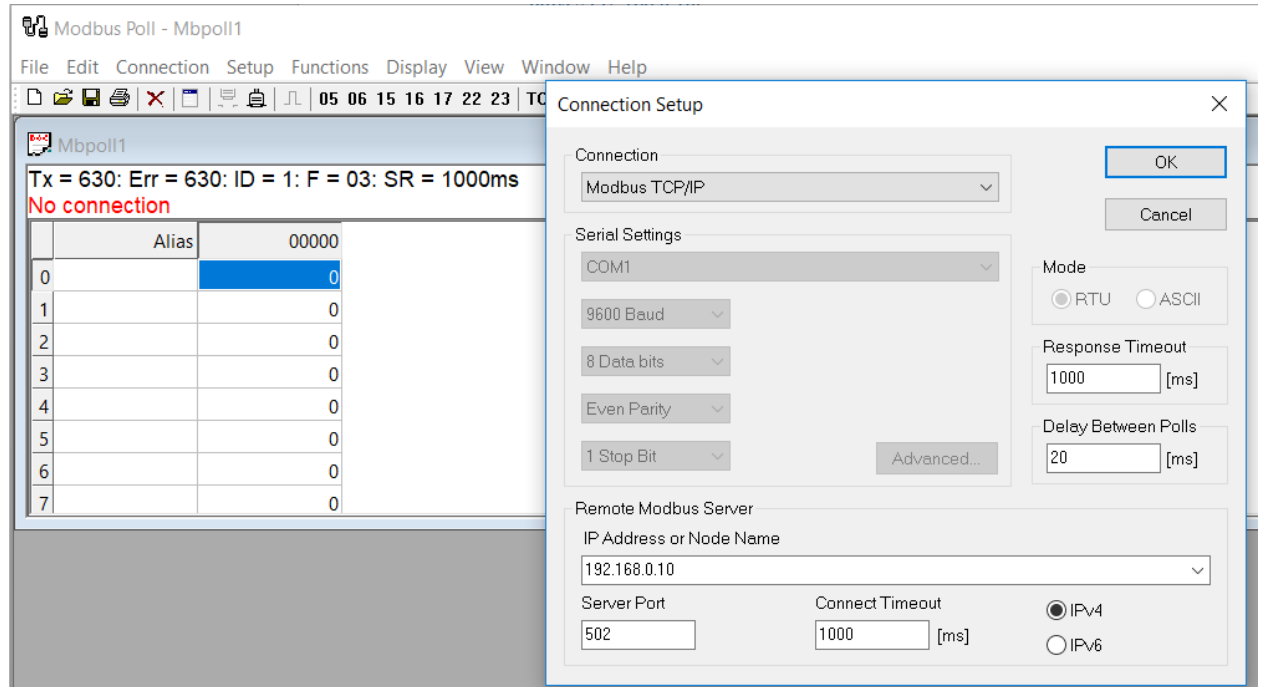 Modbus Poll - Mbpoll1
File Edit Connection Setup Functions Display View Window Help
05 06 15 16 17 22 23 TC
Mbpoll1
Tx = 630: Err = 630: ID = 1: F = 03: SR = 1000ms
No connection
Alias 00000
0 0
1 0
2 0
3 0
4 0
5 0
6 0
7 0
Connection Setup
Connection
Modbus TCP/IP
OK
Cancel
Serial Settings
COM1
9600 Baud
8 Data bits
Even Parity
1 Stop Bit
Advanced...
Mode
RTU ASCII
Response Timeout
1000 [ms]
Delay Between Polls
20 [ms]
Remote Modbus Server
IP Address or Node Name
192.168.0.10
Server Port
502
Connect Timeout
1000 [ms]
IPv4
IPv6